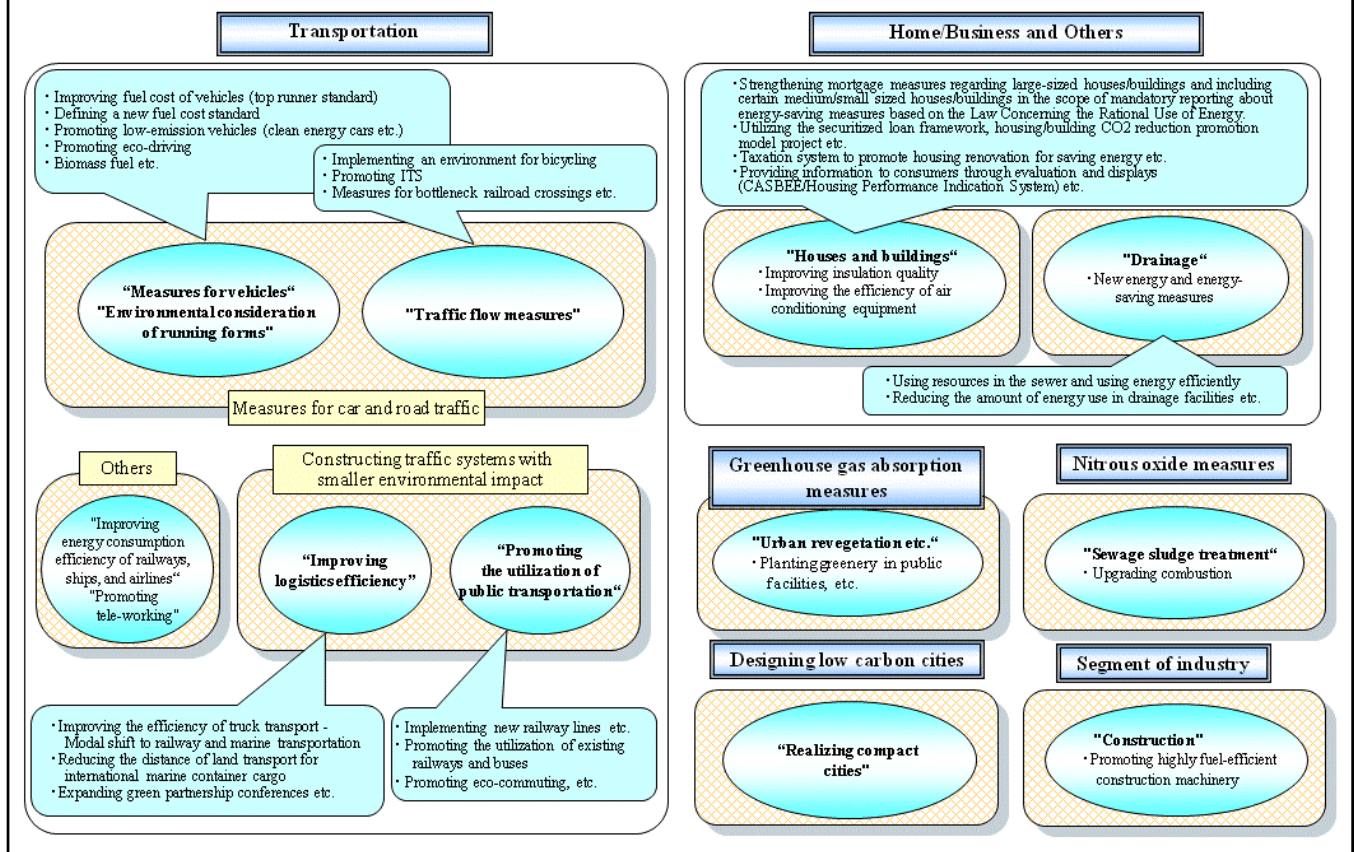 Transportation
・Improving fuel cost of vehicles (top runner standard)
・Defining a new fuel cost standard
・Promoting low-emission vehicles (clean energy cars etc.)
・Promoting eco-driving
・Biomass fuel etc.
・Implementing an environment for bicycling
・Promoting ITS
・Measures for bottleneck railroad crossings etc.
“Measures for vehicles“
"Environmental consideration
of running forms"
"Traffic flow measures"
Measures for car and road traffic
Others
"Improving
energy consumption
efficiency of railways,
ships, and airlines“
"Promoting
tele-working"
Constructing traffic systems with
smaller environmental impact
“Improving
logistics efficiency”
“Promoting
the utilization of
public transportation“
・Improving the efficiency of truck transport -
Modal shift to railway and marine transportation
・Reducing the distance of land transport for
international marine container cargo
・Expanding green partnership conferences etc.
・Implementing new railway lines etc.
・Promoting the utilization of existing
railways and buses
・Promoting eco-commuting, etc.
Home/Business and Others
・Strengthening mortgage measures regarding large-sized houses/buildings and including
certain medium/small sized houses/buildings in the scope of mandatory reporting about
energy-saving measures based on the Law Concerning the Rational Use of Energy.
・Utilizing the securitized loan framework, housing/building CO2 reduction promotion
model project etc.
・Taxation system to promote housing renovation for saving energy etc.
・Providing information to consumers through evaluation and displays
(CASBEE/Housing Performance Indication System) etc.
"Houses and buildings“
・Improving insulation quality
・Improving the efficiency of air
conditioning equipment
"Drainage“
・New energy and energy-
saving measures
・Using resources in the sewer and using energy efficiently
・Reducing the amount of energy use in drainage facilities etc.
Greenhouse gas absorption
measures
"Urban revegetation etc.“
・Planting greenery in public
facilities, etc.
Nitrous oxide measures
"Sewage sludge treatment“
・Upgrading combustion
Designing low carbon cities
“Realizing compact
cities”
Segment of industry
"Construction"
・Promoting highly fuel-efficient
construction machinery